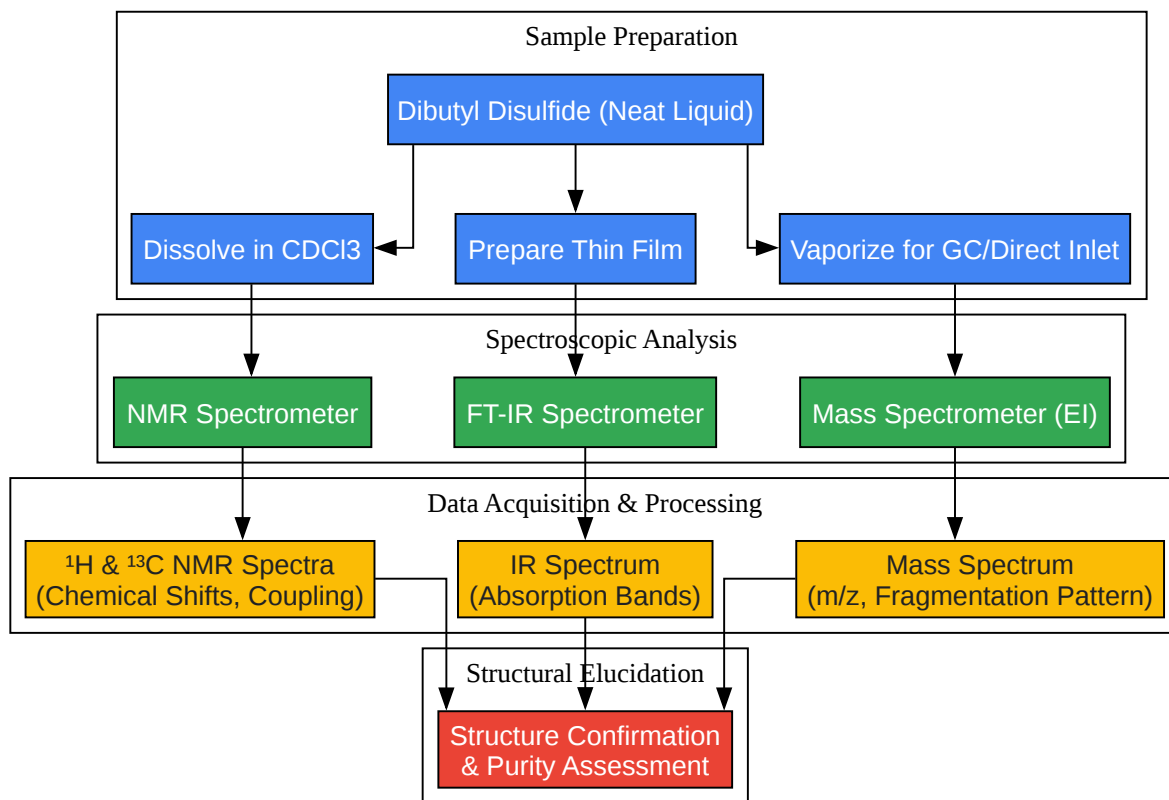 Sample Preparation
Dibutyl Disulfide (Neat Liquid)
Dissolve in CDCl3
Prepare Thin Film
Vaporize for GC/Direct Inlet
Spectroscopic Analysis
NMR Spectrometer
FT-IR Spectrometer
Mass Spectrometer (EI)
Data Acquisition & Processing
¹H & ¹³C NMR Spectra
(Chemical Shifts, Coupling)
IR Spectrum
(Absorption Bands)
Mass Spectrum
(m/z, Fragmentation Pattern)
Structural Elucidation
Structure Confirmation
& Purity Assessment